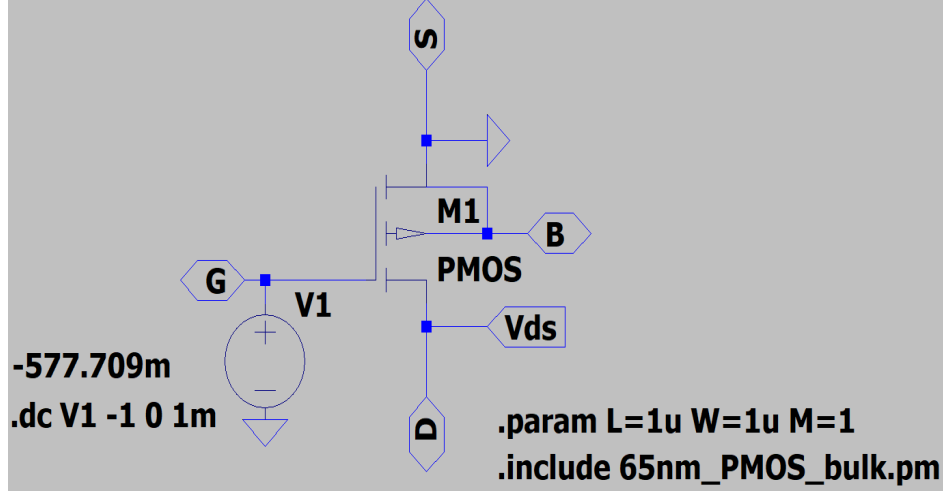 S
M1
B
PMOS
G
V1
Vds
-577.709m
.dc V1 -1 0 1m
D
.param L=1u W=1u M=1
.include 65nm_PMOS_bulk.pm